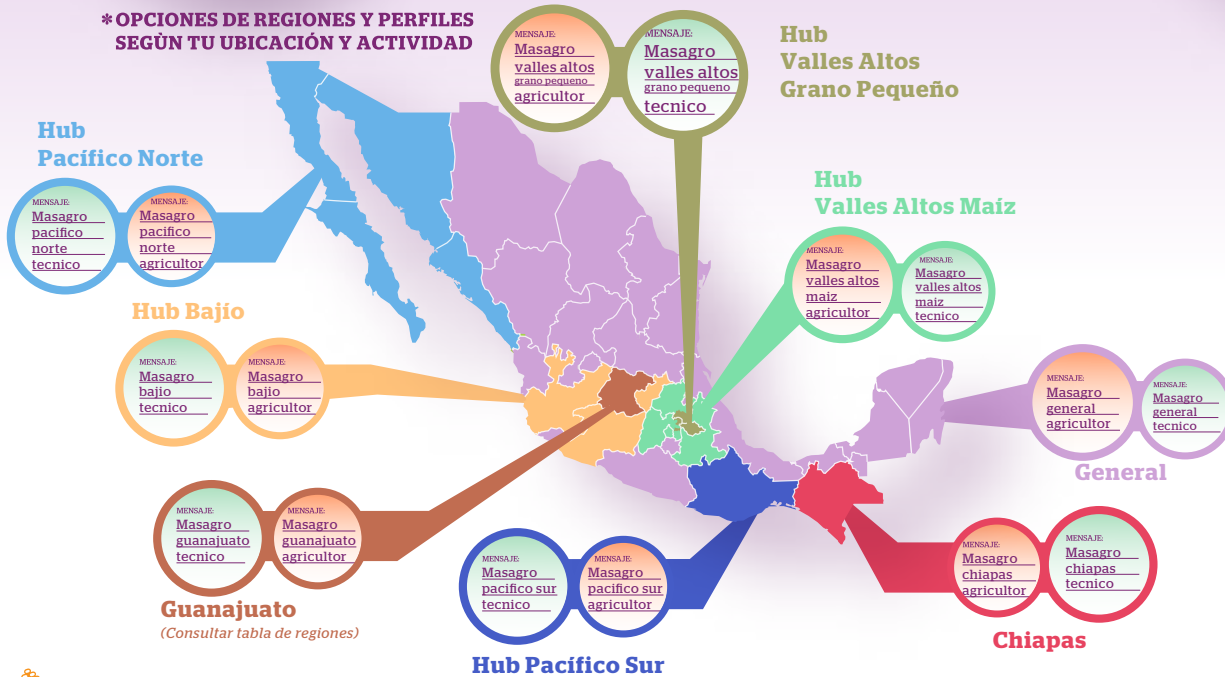 *OPCIONES DE REGIONES Y PERFILES
SEGÙN TU UBICACIÓN Y ACTIVIDAD
MENSAJE:
Masagro
valles altos
grano pequeno
agricultor
MENSAJE:
Masagro
valles altos
grano pequeno
tecnico
Hub
Valles Altos
Grano Pequeño
Hub
Pacífico Norte
MENSAJE:
Masagro
pacifico
norte
tecnico
MENSAJE:
Masagro
pacifico
norte
agricultor
Hub
Valles Altos Maíz
MENSAJE:
Masagro
valles altos
maiz
agricultor
MENSAJE:
Masagro
valles altos
maiz
tecnico
Hub Bajío
MENSAJE:
Masagro
bajio
tecnico
MENSAJE:
Masagro
bajio
agricultor
MENSAJE:
Masagro
general
agricultor
MENSAJE:
Masagro
general
tecnico
General
MENSAJE:
Masagro
guanajuato
tecnico
MENSAJE:
Masagro
guanajuato
agricultor
Guanajuato
(Consultar tabla de regiones)
MENSAJE:
Masagro
pacifico sur
tecnico
MENSAJE:
Masagro
pacifico sur
agricultor
Hub Pacífico Sur
MENSAJE:
Masagro
chiapas
agricultor
MENSAJE:
Masagro
chiapas
tecnico
Chiapas